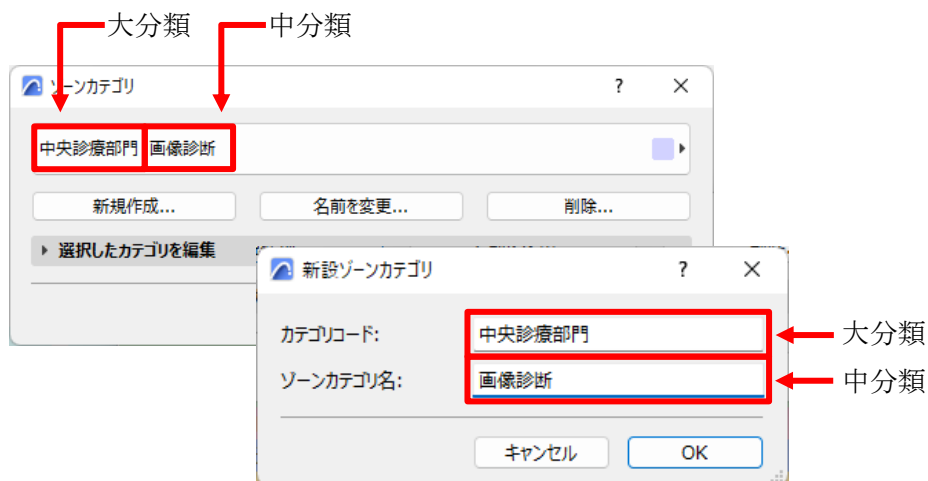 大分類 中分類
ゾーンカテゴリ ?
中央診療部門 画像診断
新規作成... 名前を変更... 削除...
選択したカテゴリを編集
新設ゾーンカテゴリ ?
カテゴリコード: 中央診療部門 大分類
ゾーンカテゴリ名: 画像診断 中分類
キャンセル OK